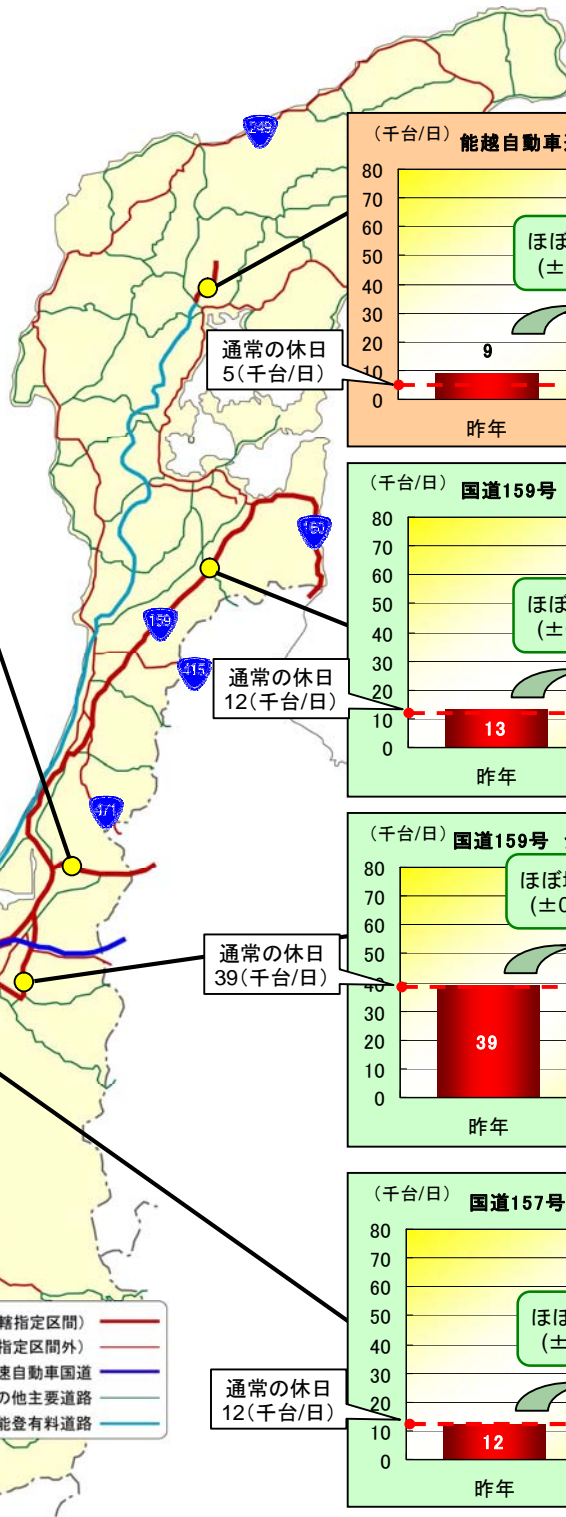 249
160
159
415
471
（千台/日） 能越自動車
80
70
60
50
40
30
20
10
0
ほぼ
(±
9
昨年
通常の休日
5(千台/日)
（千台/日） 国道159号
80
70
60
50
40
30
20
10
0
ほぼ
(±
13
昨年
通常の休日
12(千台/日)
（千台/日） 国道159号
80
70
60
50
40
30
20
10
0
ほぼ
(±0
39
昨年
通常の休日
39(千台/日)
（千台/日） 国道157号
80
70
60
50
40
30
20
10
0
ほぼ
(±
12
昨年
通常の休日
12(千台/日)
轄指定区間）
指定区間外）
速自動車国道
の他主要道路
能登有料道路